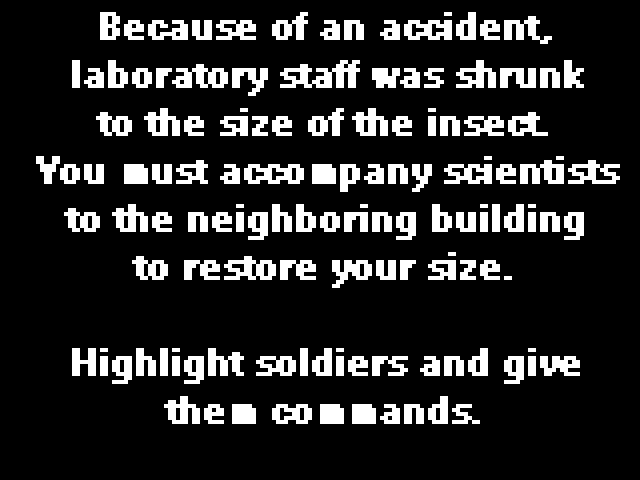 Because of an accident,
laboratory staff was shrunk
to the size of the insect.
You must accompany scientists
to the neighboring building
to restore your size.
Highlight soldiers and give
them commands.